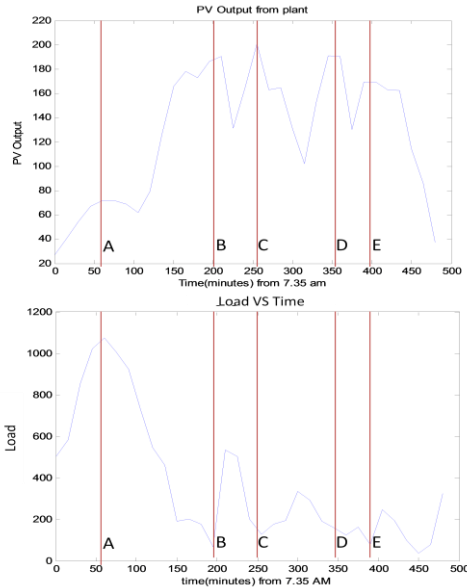 PV Output from plant
220
200
180
160
140
120
100
80
60
40
20
PV Output
A
B
C
D
E
0 50 100 150 200 250 300 350 400 450 500
Time(minutes) from 7.35 am
Load VS Time
1200
1000
800
600
400
200
0
Load
A
B
C
D
E
0 50 100 150 200 250 300 350 400 450 500
time(minutes) from 7.35 AM